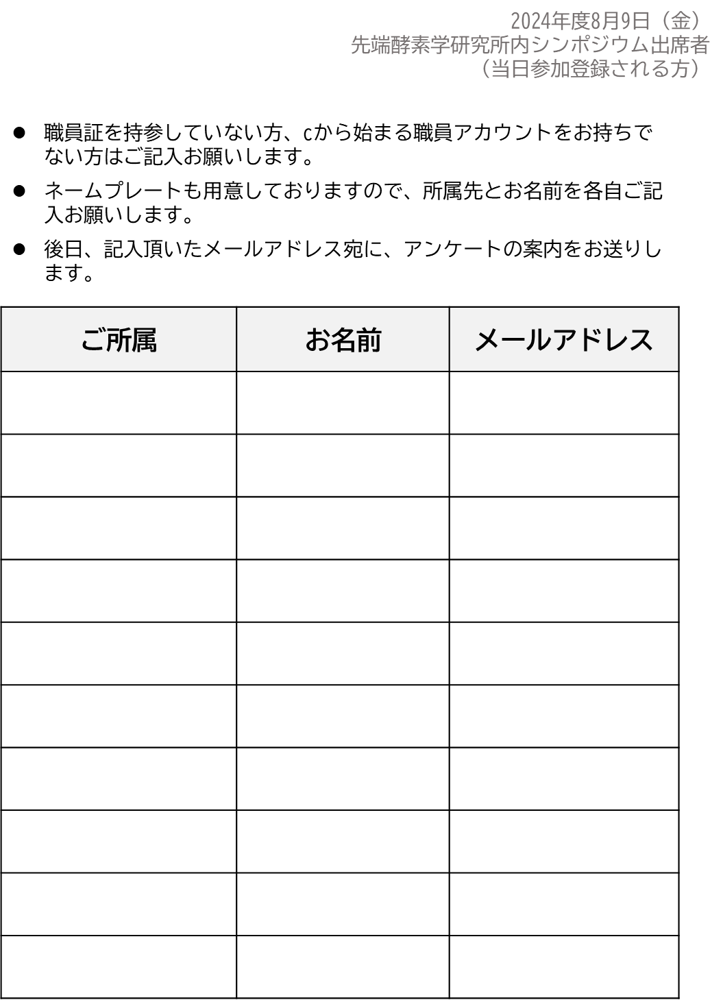 2024年度8月9日（金）
先端酵素学研究所内シンポジウム出席者
（当日参加登録される方）
● 職員証を持参していない方、cから始まる職員アカウントをお持ちで
ない方はご記入お願いします。
● ネームプレートも用意しておりますので、所属先とお名前を各自ご記
入お願いします。
● 後日、記入頂いたメールアドレス宛に、アンケートの案内をお送りし
ます。
ご所属 お名前 メールアドレス